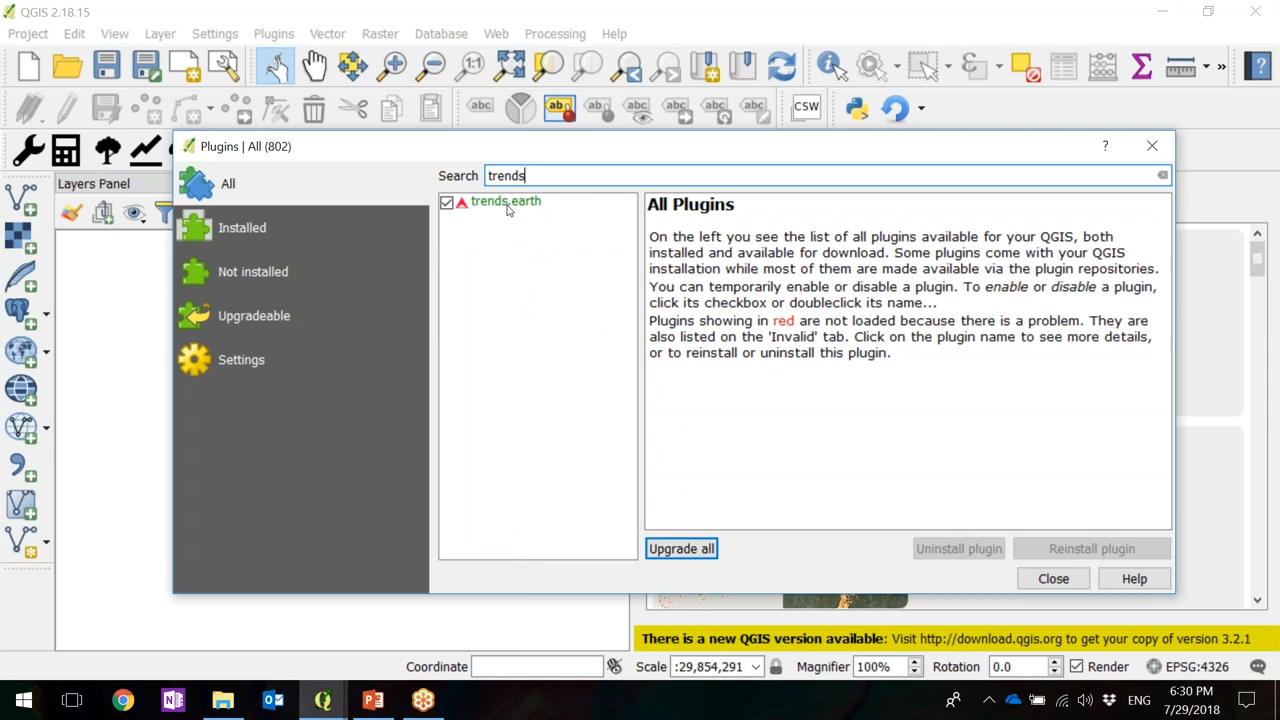 QGIS 2.18.15
Project Edit View Layer Settings Plugins Vector Raster Database Web Processing Help
1:1
abc abc abc abc abc abc abc CSW
Plugins | All (802)
?
Layers Panel
All
Search trends
Installed
trends.earth
Not installed
Upgradeable
Settings
All Plugins
On the left you see the list of all plugins available for your QGIS, both
installed and available for download. Some plugins come with your QGIS
installation while most of them are made available via the plugin repositories.
You can temporarily enable or disable a plugin. To enable or disable a plugin,
click its checkbox or doubleclick its name...
Plugins showing in red are not loaded because there is a problem. They are
also listed on the 'Invalid' tab. Click on the plugin name to see more details,
or to reinstall or uninstall this plugin.
Upgrade all Uninstall plugin Reinstall plugin
Close Help
There is a new QGIS version available: Visit http://download.qgis.org to get your copy of version 3.2.1
Coordinate Scale :29,854,291 Magnifier 100% Rotation 0.0 Render EPSG:4326
ENG 6:30 PM
7/29/2018